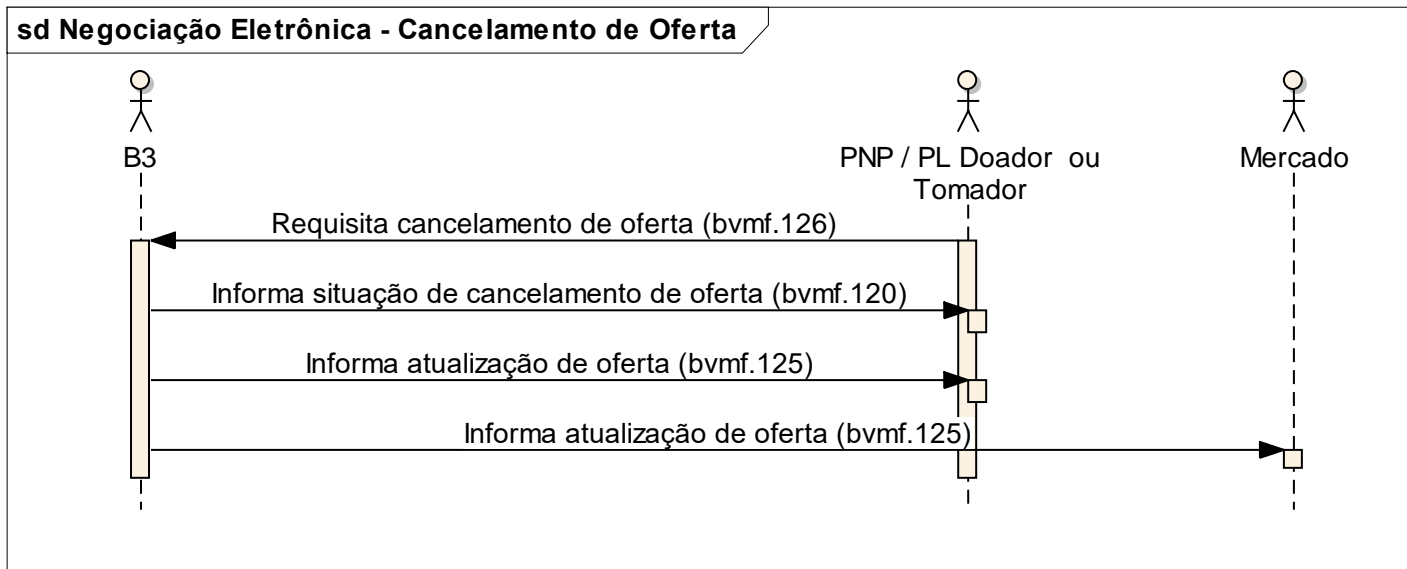 sd Negociação Eletrônica - Cancelamento de Oferta
B3
PNP / PL Doador ou
Tomador
Mercado
Requisita cancelamento de oferta (bvmf.126)
Informa situação de cancelamento de oferta (bvmf.120)
Informa atualização de oferta (bvmf.125)
Informa atualização de oferta (bvmf.125)